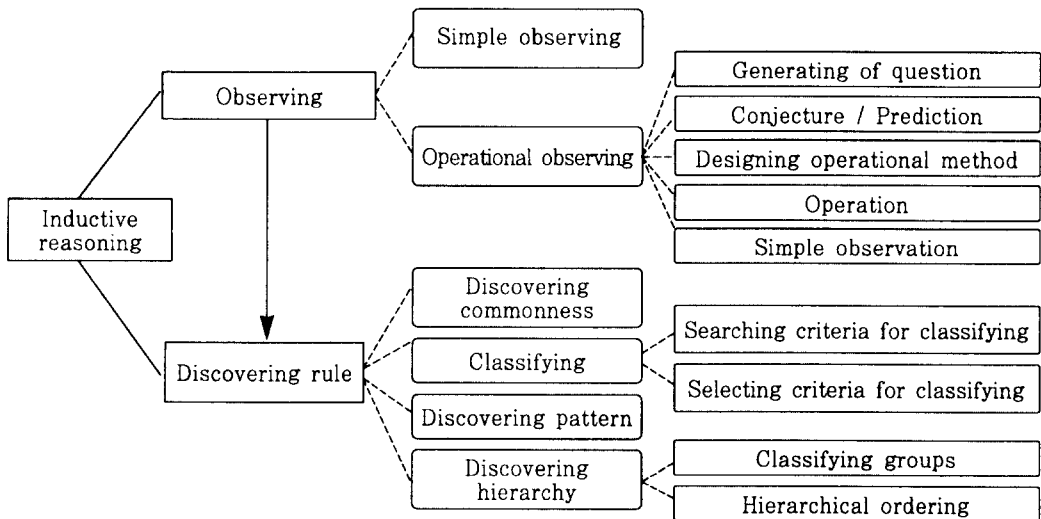 Simple observing
Observing
Generating of question
Conjecture / Prediction
Operational observing
Designing operational method
Operation
Simple observation
Inductive
reasoning
Discovering
commonness
Searching criteria for classifying
Discovering rule
Classifying
Selecting criteria for classifying
Discovering pattern
Discovering
hierarchy
Classifying groups
Hierarchical ordering